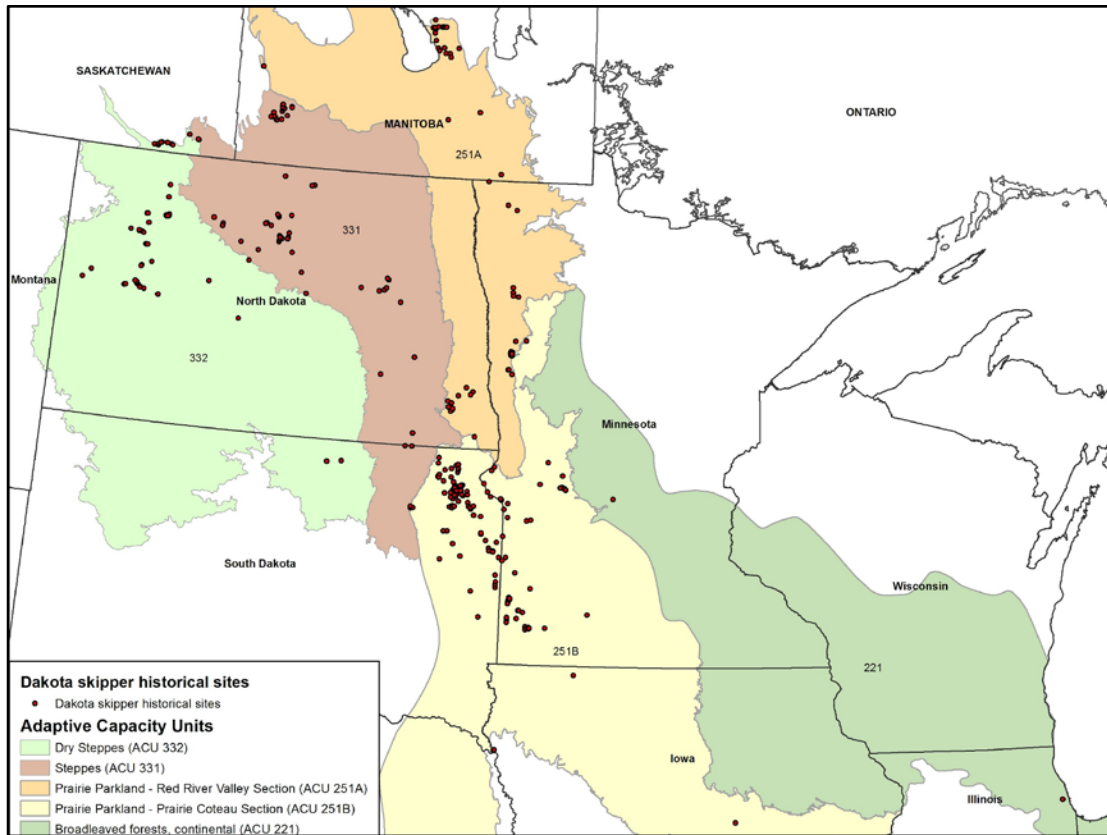 SASKATCHEWAN
ONTARIO
MANITOBA
251A
331
Montana
North Dakota
332
Minnesota
South Dakota
Wisconsin
251B
221
Iowa
Illinois
Dakota skipper historical sites
Dakota skipper historical sites
Adaptive Capacity Units
Dry Steppes (ACU 332)
Steppes (ACU 331)
Prairie Parkland - Red River Valley Section (ACU 251A)
Prairie Parkland - Prairie Coteau Section (ACU 251B)
Broadleaved forests, continental (ACU 221)